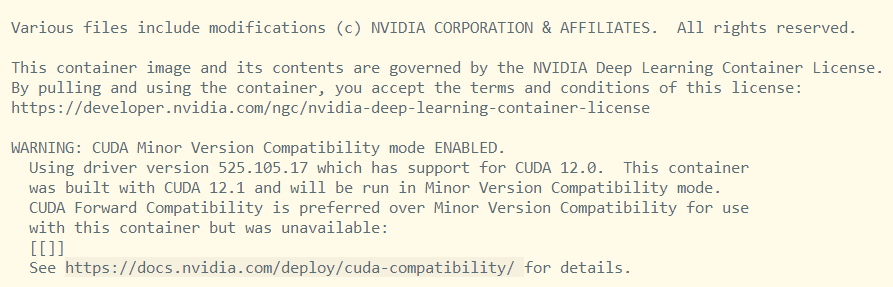 Various files include modifications (c) NVIDIA CORPORATION & AFFILIATES.  All rights reserved.
This container image and its contents are governed by the NVIDIA Deep Learning Container License.
By pulling and using the container, you accept the terms and conditions of this license:
https://developer.nvidia.com/ngc/nvidia-deep-learning-container-license
WARNING: CUDA Minor Version Compatibility mode ENABLED.
Using driver version 525.105.17 which has support for CUDA 12.0.  This container
was built with CUDA 12.1 and will be run in Minor Version Compatibility mode.
CUDA Forward Compatibility is preferred over Minor Version Compatibility for use
with this container but was unavailable:
[[]]
See https://docs.nvidia.com/deploy/cuda-compatibility/ for details.